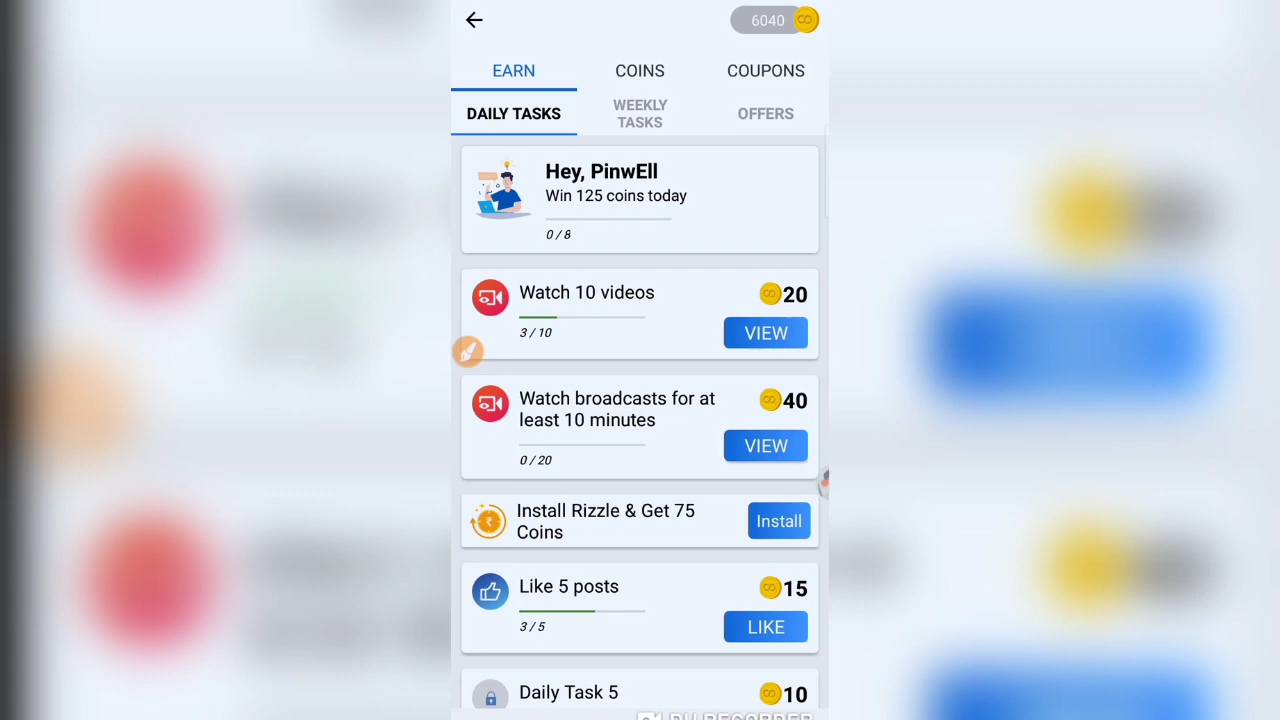 6040
EARN
COINS
COUPONS
DAILY TASKS
WEEKLY
TASKS
OFFERS
Hey, PinwEll
Win 125 coins today
0 / 8
Watch 10 videos
20
3 / 10
VIEW
Watch broadcasts for at
least 10 minutes
40
0 / 20
VIEW
Install Rizzle & Get 75
Coins
Install
Like 5 posts
15
3 / 5
LIKE
Daily Task 5
10
DU RECORDER